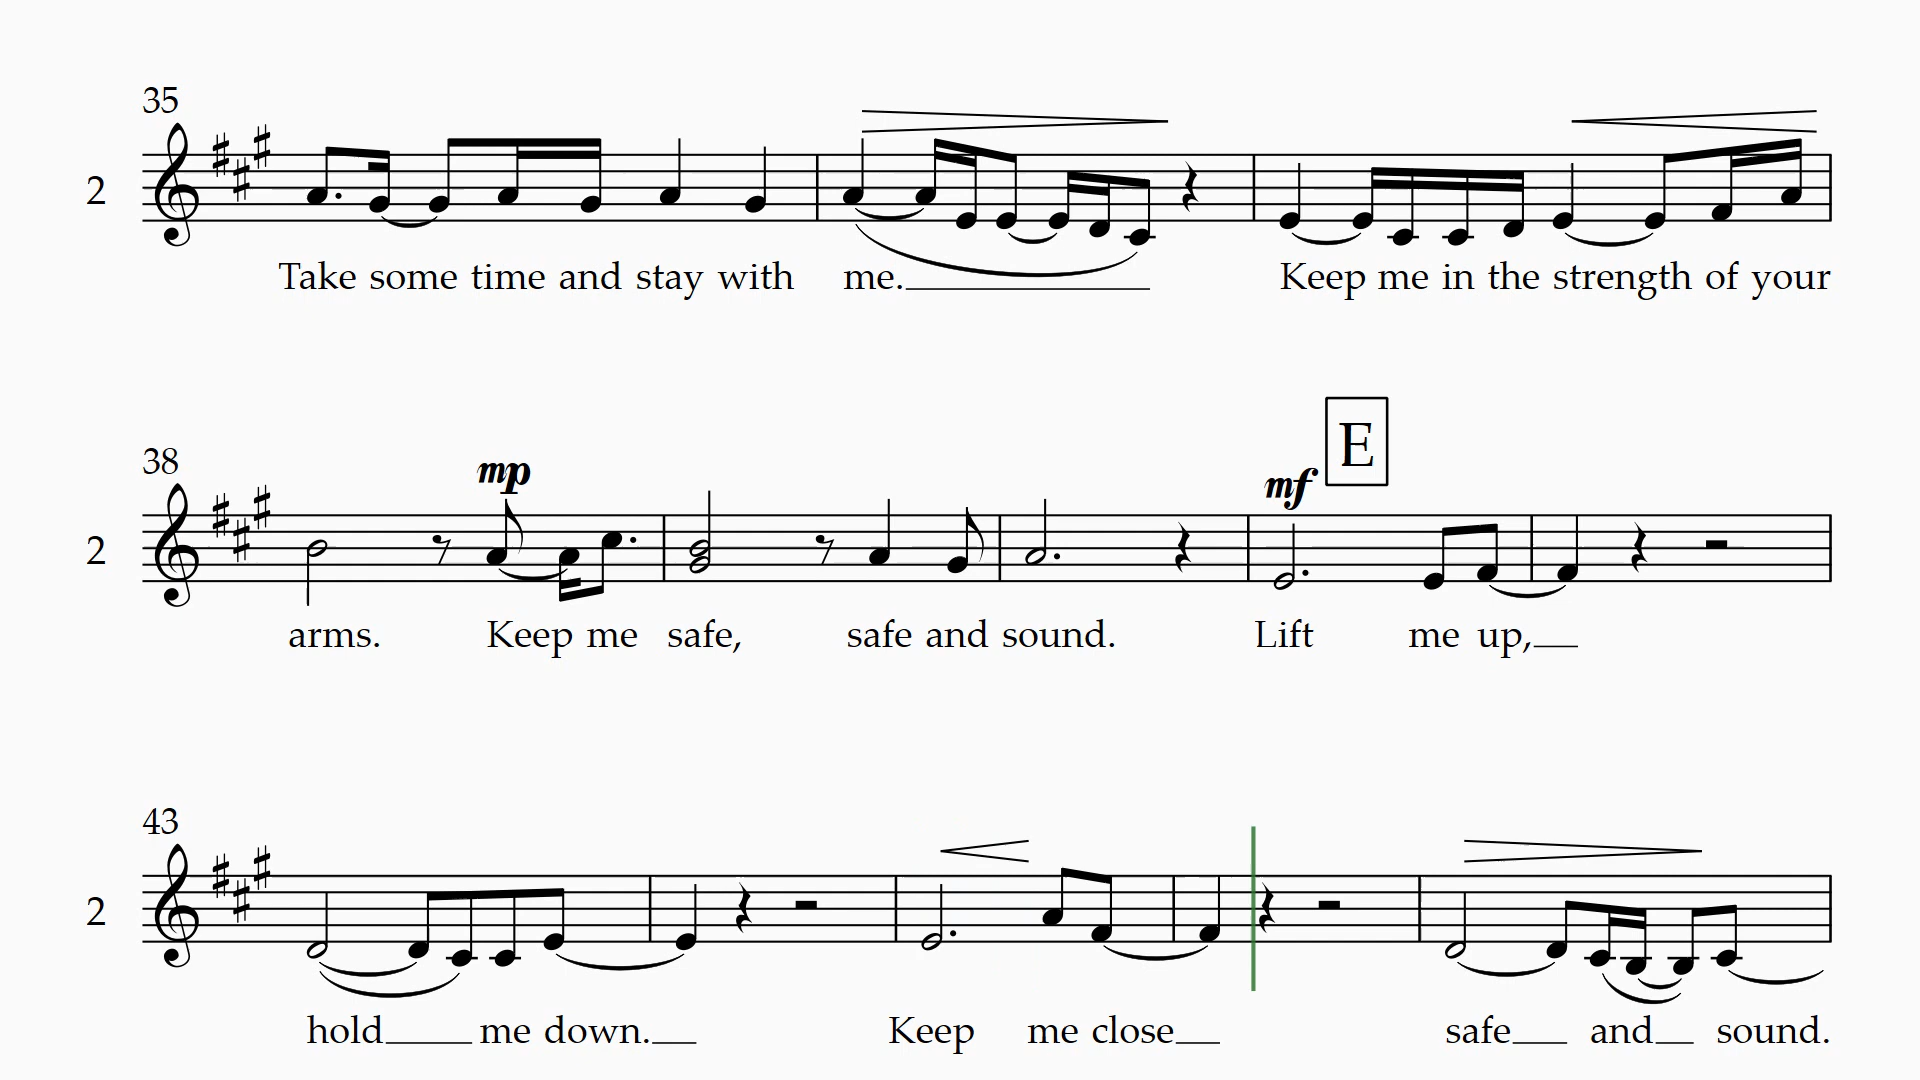 35
2
Take some time and stay with me. Keep me in the strength of your
E
38
mp
mf
2
arms. Keep me safe, safe and sound. Lift me up,
43
2
hold me down. Keep me close safe and sound.